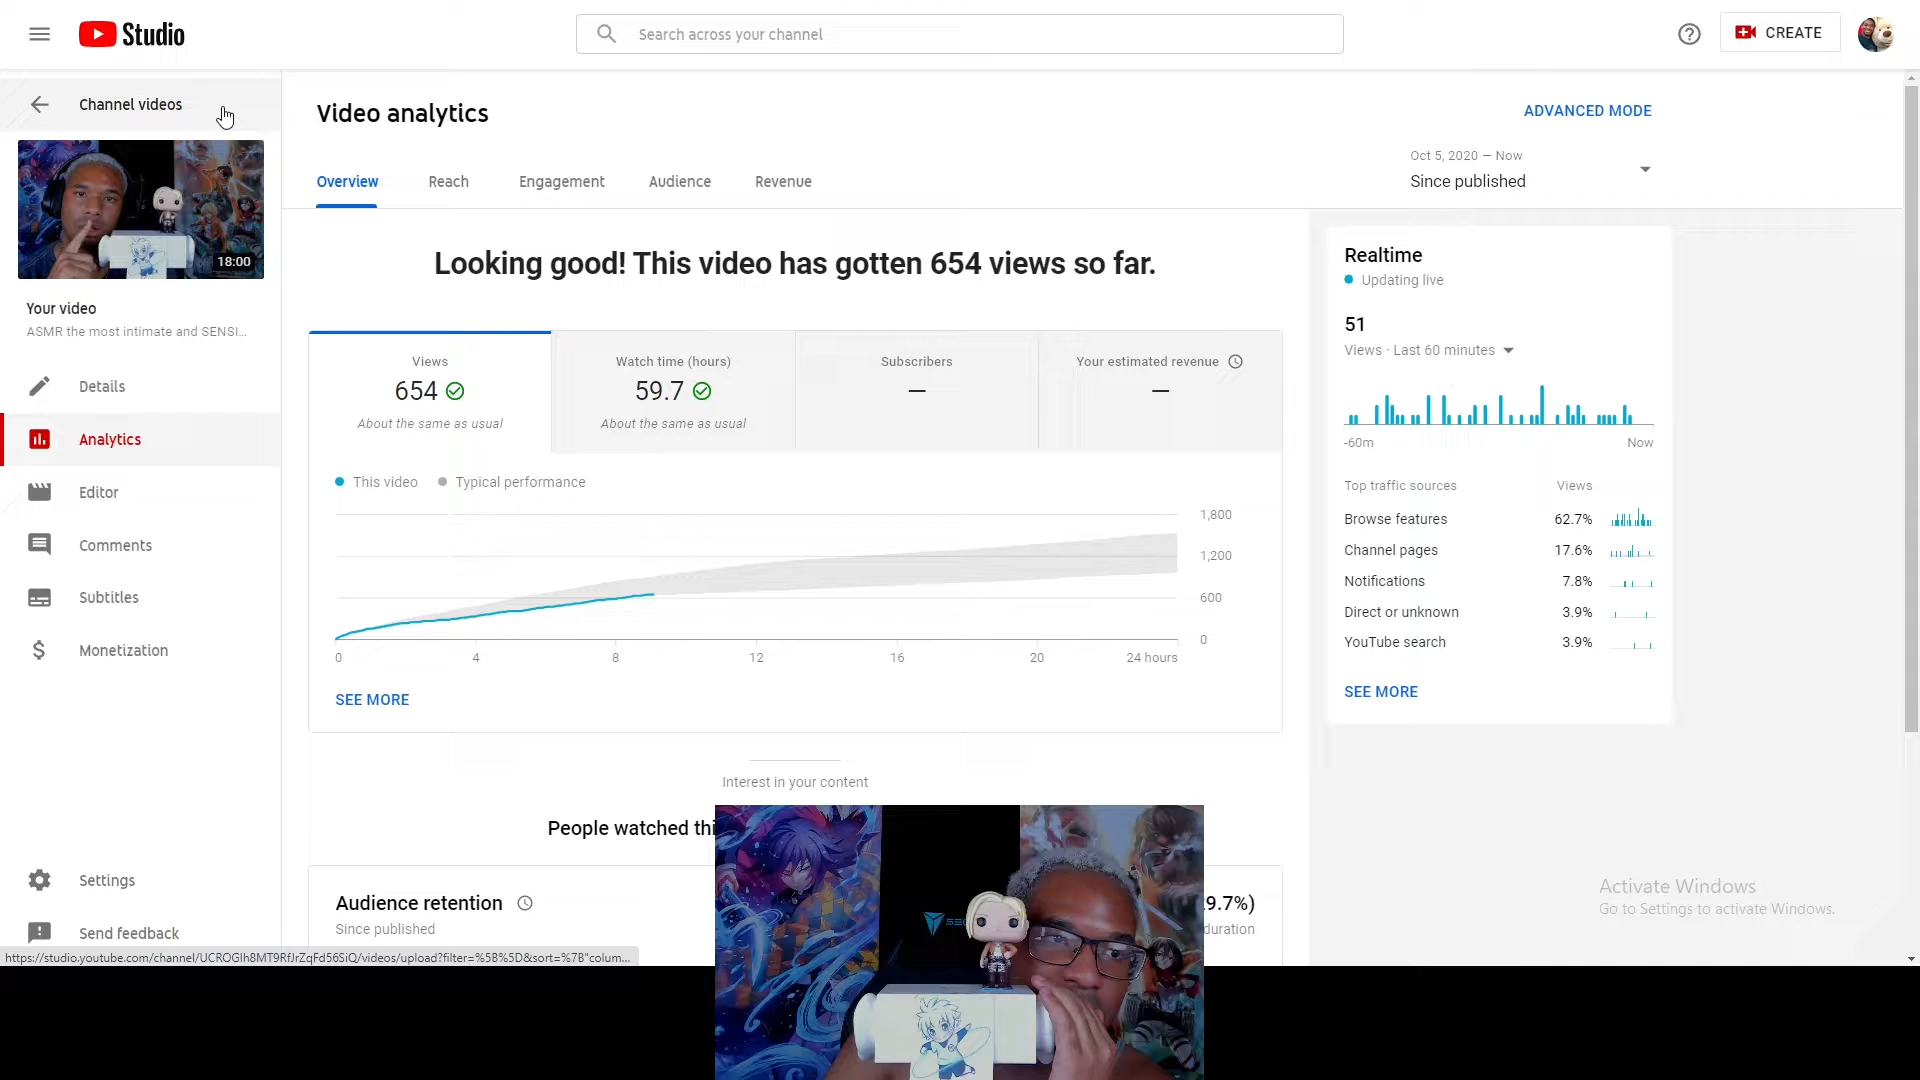 Studio
Search across your channel
CREATE
Channel videos
18:00
Your video
ASMR the most intimate and SENSI...
Details
Analytics
Editor
Comments
Subtitles
Monetization
Settings
Send feedback
Video analytics
ADVANCED MODE
Overview
Reach
Engagement
Audience
Revenue
Oct 5, 2020 – Now
Since published
Looking good! This video has gotten 654 views so far.
Views
654
About the same as usual
Watch time (hours)
59.7
About the same as usual
Subscribers
—
Your estimated revenue
—
This video
Typical performance
1,800
1,200
600
0
0
4
8
12
16
20
24 hours
SEE MORE
Interest in your content
People watched thi
Audience retention
Since published
9.7%)
duration
Realtime
Updating live
51
Views · Last 60 minutes
-60m
Now
Top traffic sources
Views
Browse features
62.7%
Channel pages
17.6%
Notifications
7.8%
Direct or unknown
3.9%
YouTube search
3.9%
SEE MORE
Activate Windows
Go to Settings to activate Windows.